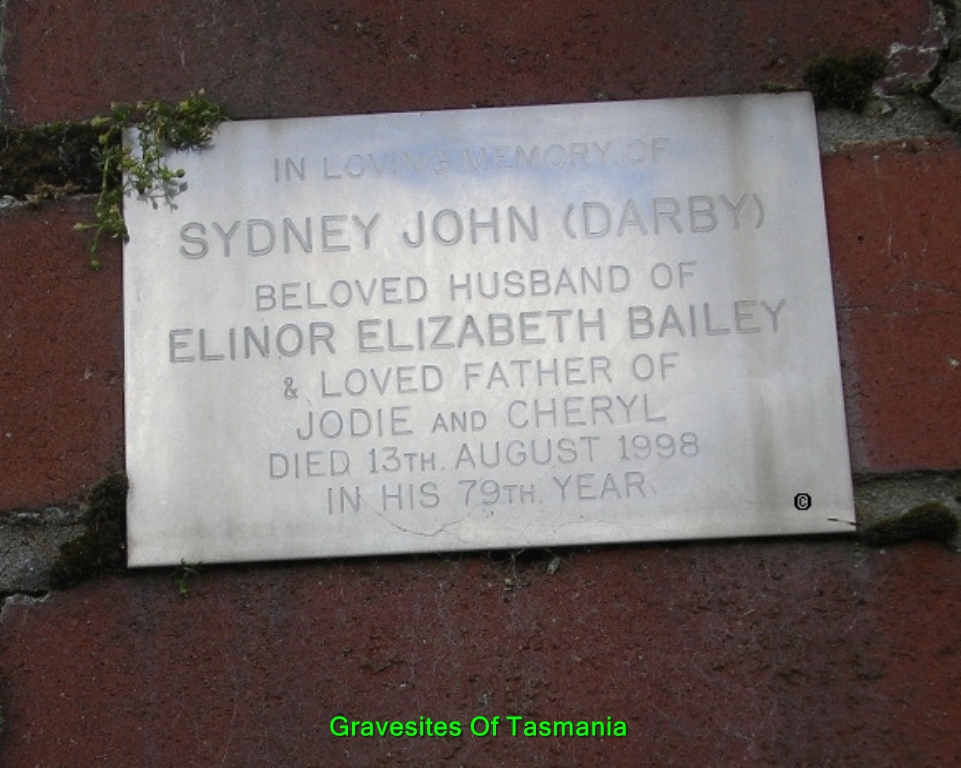 IN LOVING MEMORY OF
SYDNEY JOHN (DARBY)
BELOVED HUSBAND OF
ELINOR ELIZABETH BAILEY
& LOVED FATHER OF
JODIE AND CHERYL
DIED 13TH. AUGUST 1998
IN HIS 79TH. YEAR.
©
Gravesites Of Tasmania